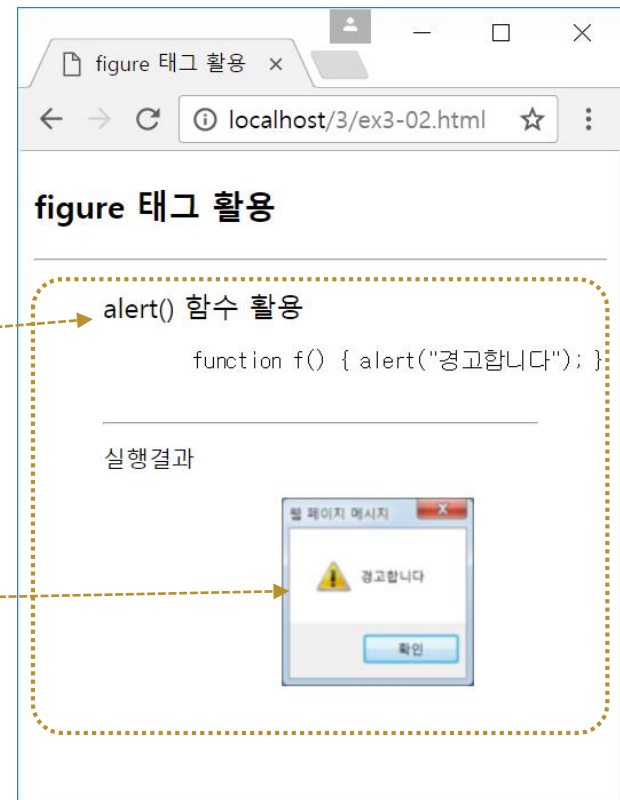 figure 태그 활용
localhost/3/ex3-02.html
figure 태그 활용
alert() 함수 활용
function f() { alert("경고합니다"); }
실행결과
웹 페이지 메시지
경고합니다
확인